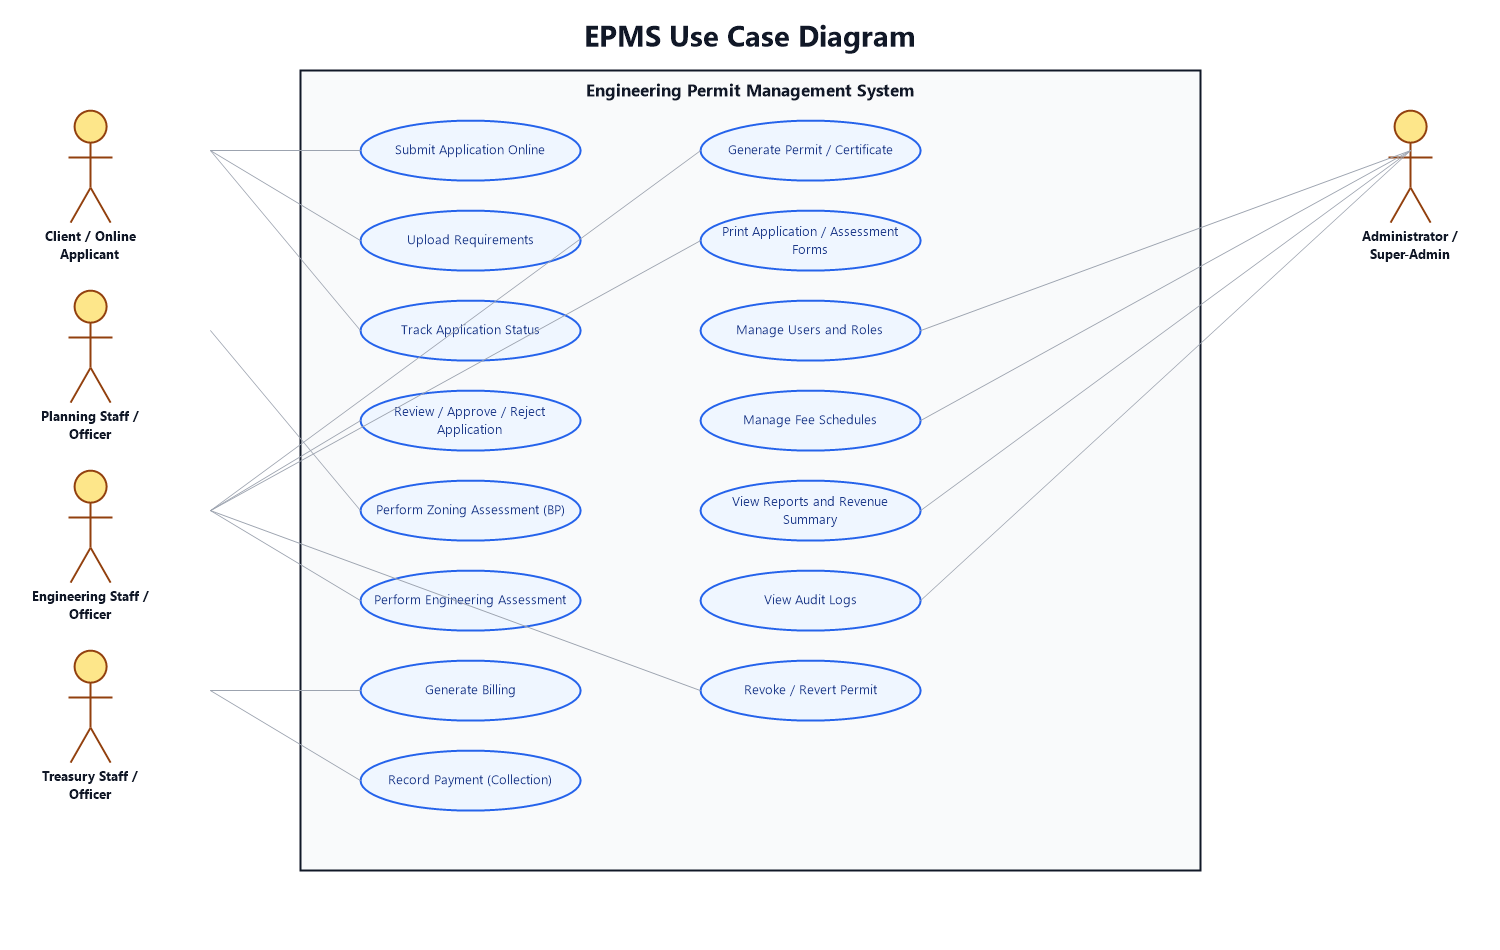 EPMS Use Case Diagram
Engineering Permit Management System
Client / Online
Applicant
Planning Staff /
Officer
Engineering Staff /
Officer
Treasury Staff /
Officer
Submit Application Online
Upload Requirements
Track Application Status
Review / Approve / Reject
Application
Perform Zoning Assessment (BP)
Perform Engineering Assessment
Generate Billing
Record Payment (Collection)
Generate Permit / Certificate
Print Application / Assessment
Forms
Manage Users and Roles
Manage Fee Schedules
View Reports and Revenue
Summary
View Audit Logs
Revoke / Revert Permit
Administrator /
Super-Admin